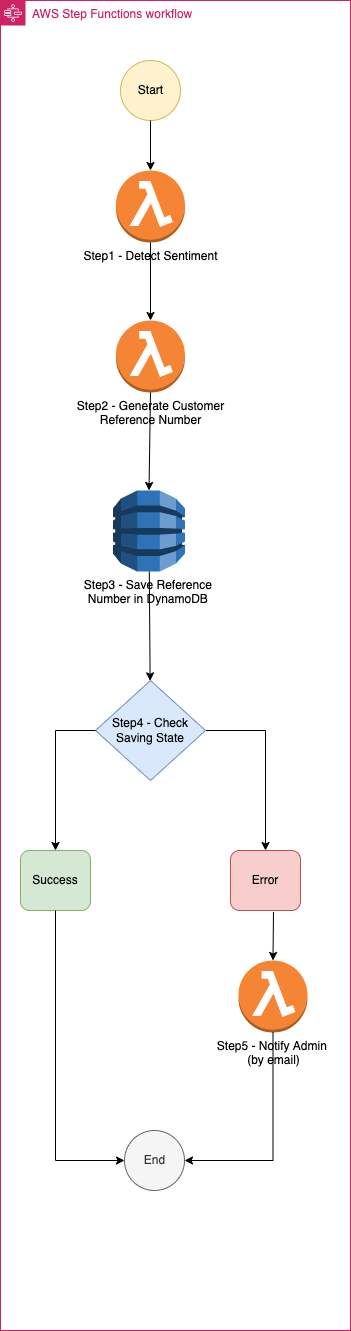 AWS Step Functions workflow
Start
Step1 - Detect Sentiment
Step2 - Generate Customer
Reference Number
Step3 - Save Reference
Number in DynamoDB
Step4 - Check
Saving State
Success
Error
Step5 - Notify Admin
(by email)
End